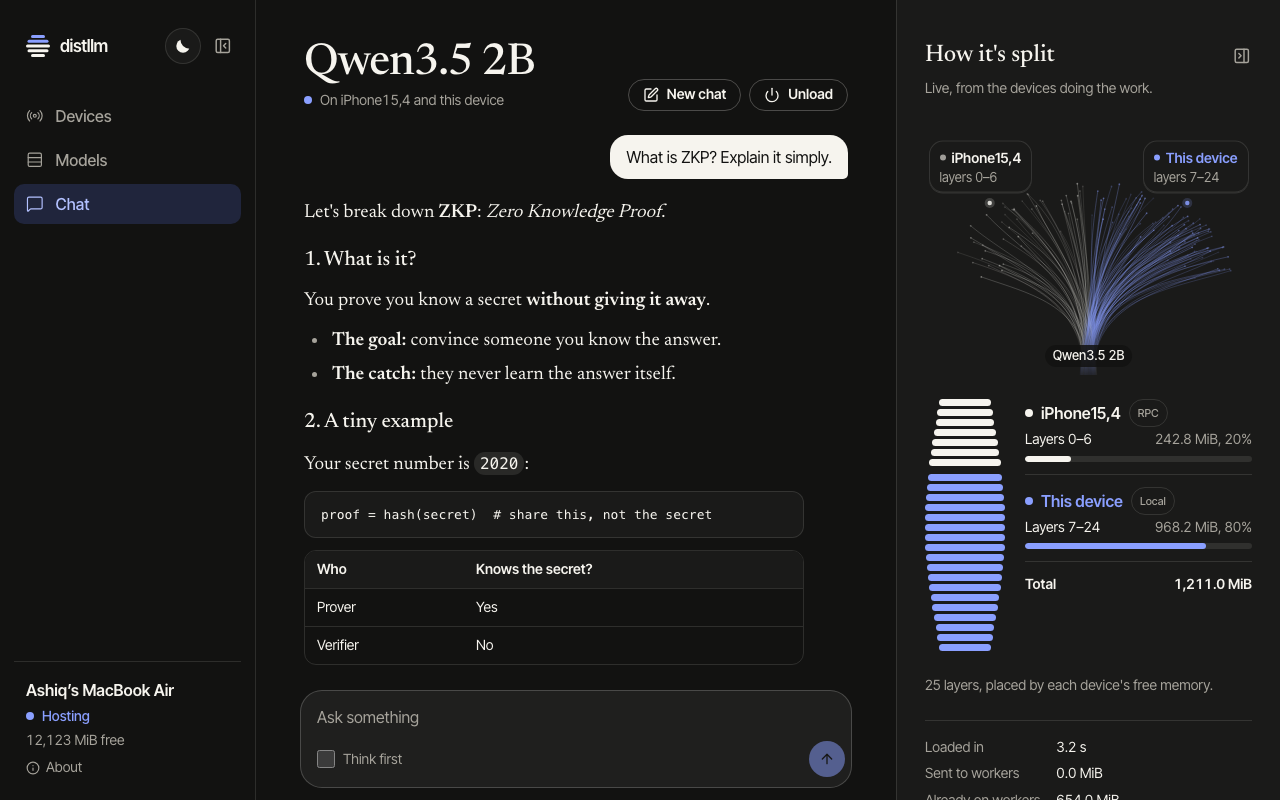 distllm
Devices
Models
Chat
Ashiq’s MacBook Air
Hosting
12,123 MiB free
About
Qwen3.5 2B
On iPhone15,4 and this device
New chat
Unload
What is ZKP? Explain it simply.
Let's break down ZKP: Zero Knowledge Proof.
1. What is it?
You prove you know a secret without giving it away.
• The goal: convince someone you know the answer.
• The catch: they never learn the answer itself.
2. A tiny example
Your secret number is 2020:
proof = hash(secret)  # share this, not the secret
Who Knows the secret?
Prover Yes
Verifier No
Ask something
Think first
How it's split
Live, from the devices doing the work.
iPhone15,4
layers 0–6
This device
layers 7–24
Qwen3.5 2B
iPhone15,4 RPC
Layers 0–6 242.8 MiB, 20%
This device Local
Layers 7–24 968.2 MiB, 80%
Total 1,211.0 MiB
25 layers, placed by each device's free memory.
Loaded in 3.2 s
Sent to workers 0.0 MiB
Already on workers 654.0 MiB